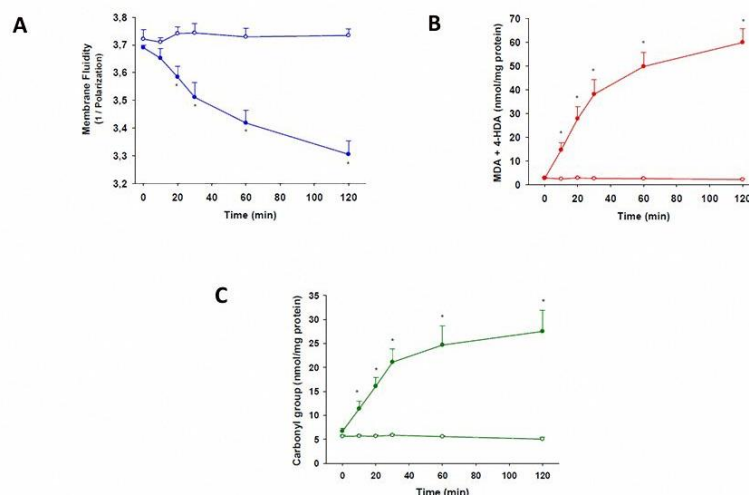 A
Membrane Fluidity
(1 / Polarization)
3,8
3,7
3,6
3,5
3,4
3,3
3,2
* * * *
0 20 40 60 80 100 120
Time (min)
B
MDA + 4-HDA (nmol/mg protein)
70
60
50
40
30
20
10
0
* * * * *
0 20 40 60 80 100 120
Time (min)
C
Carbonyl group (nmol/mg protein)
35
30
25
20
15
10
5
0
* * * * *
0 20 40 60 80 100 120
Time (min)